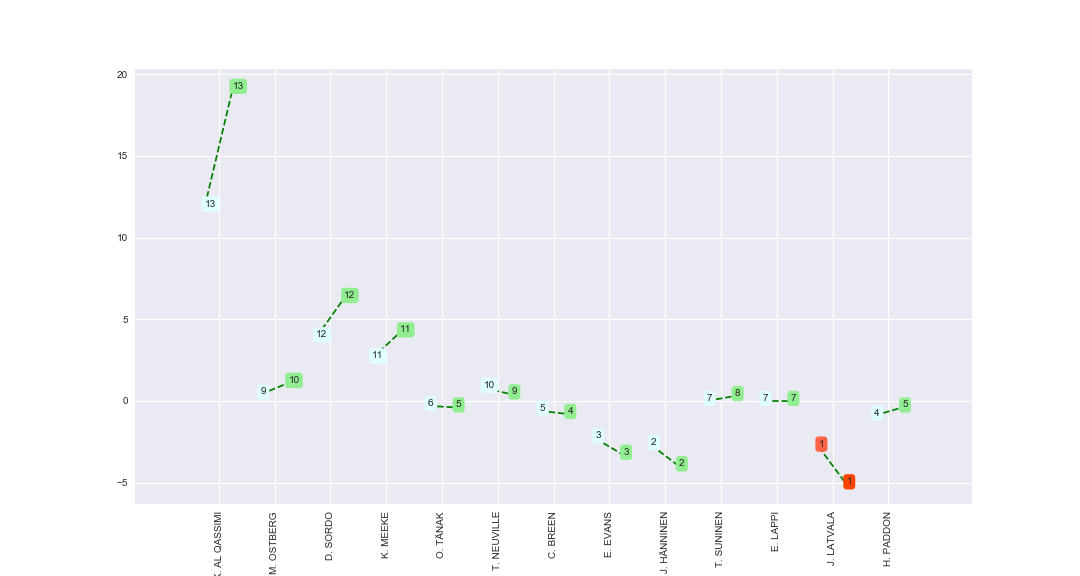 20
15
10
5
0
−5
13
13
9
10
12
12
11
11
6
5
10
9
5
4
3
3
2
2
7
8
7
7
1
1
4
5
K. AL QASSIMI
M. OSTBERG
D. SORDO
K. MEEKE
O. TÄNAK
T. NEUVILLE
C. BREEN
E. EVANS
J. HÄNNINEN
T. SUNINEN
E. LAPPI
J. LATVALA
H. PADDON